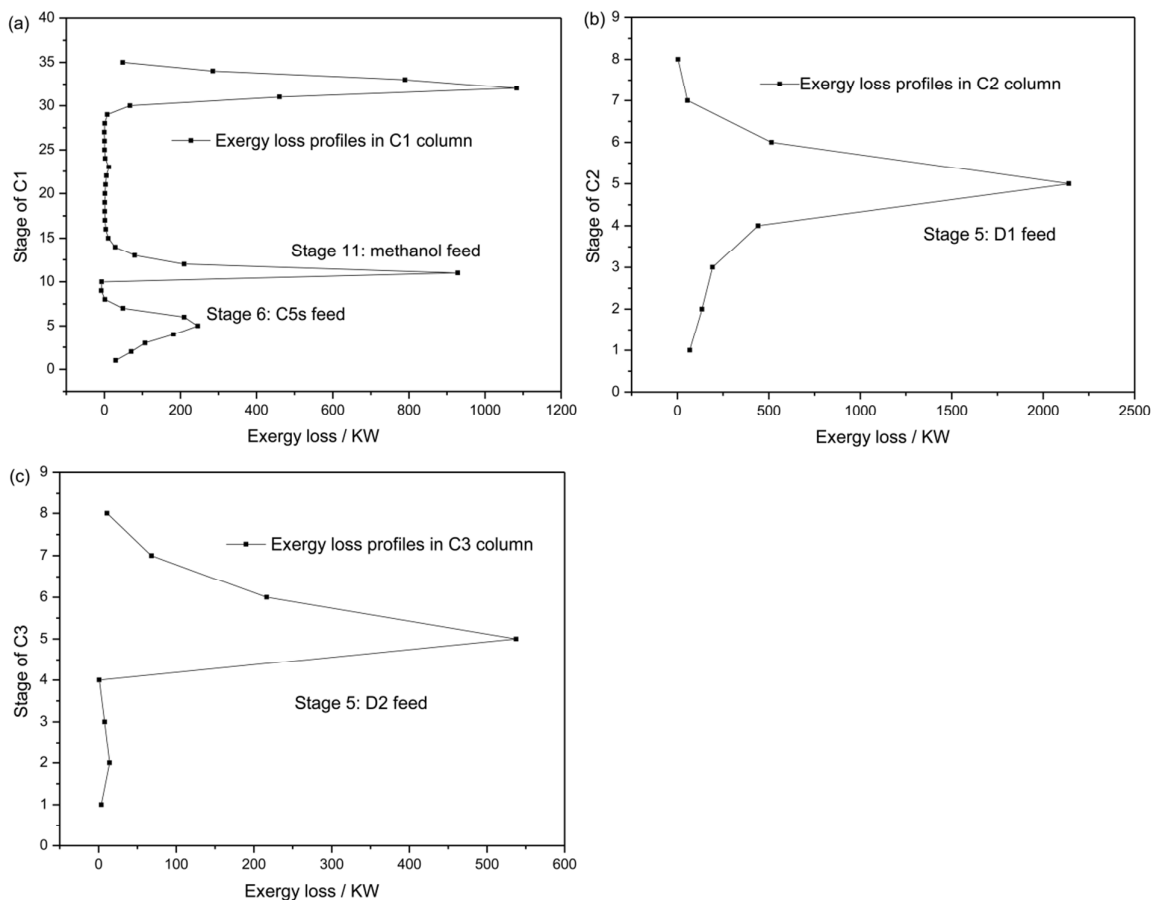 (a)
40
35
30
25
20
15
10
5
0
Stage of C1
Exergy loss profiles in C1 column
Stage 11: methanol feed
Stage 6: C5s feed
0 200 400 600 800 1000 1200
Exergy loss / KW
(b)
9
8
7
6
5
4
3
2
1
0
Stage of C2
Exergy loss profiles in C2 column
Stage 5: D1 feed
0 500 1000 1500 2000 2500
Exergy loss / KW
(c)
9
8
7
6
5
4
3
2
1
0
Stage of C3
Exergy loss profiles in C3 column
Stage 5: D2 feed
0 100 200 300 400 500 600
Exergy loss / KW